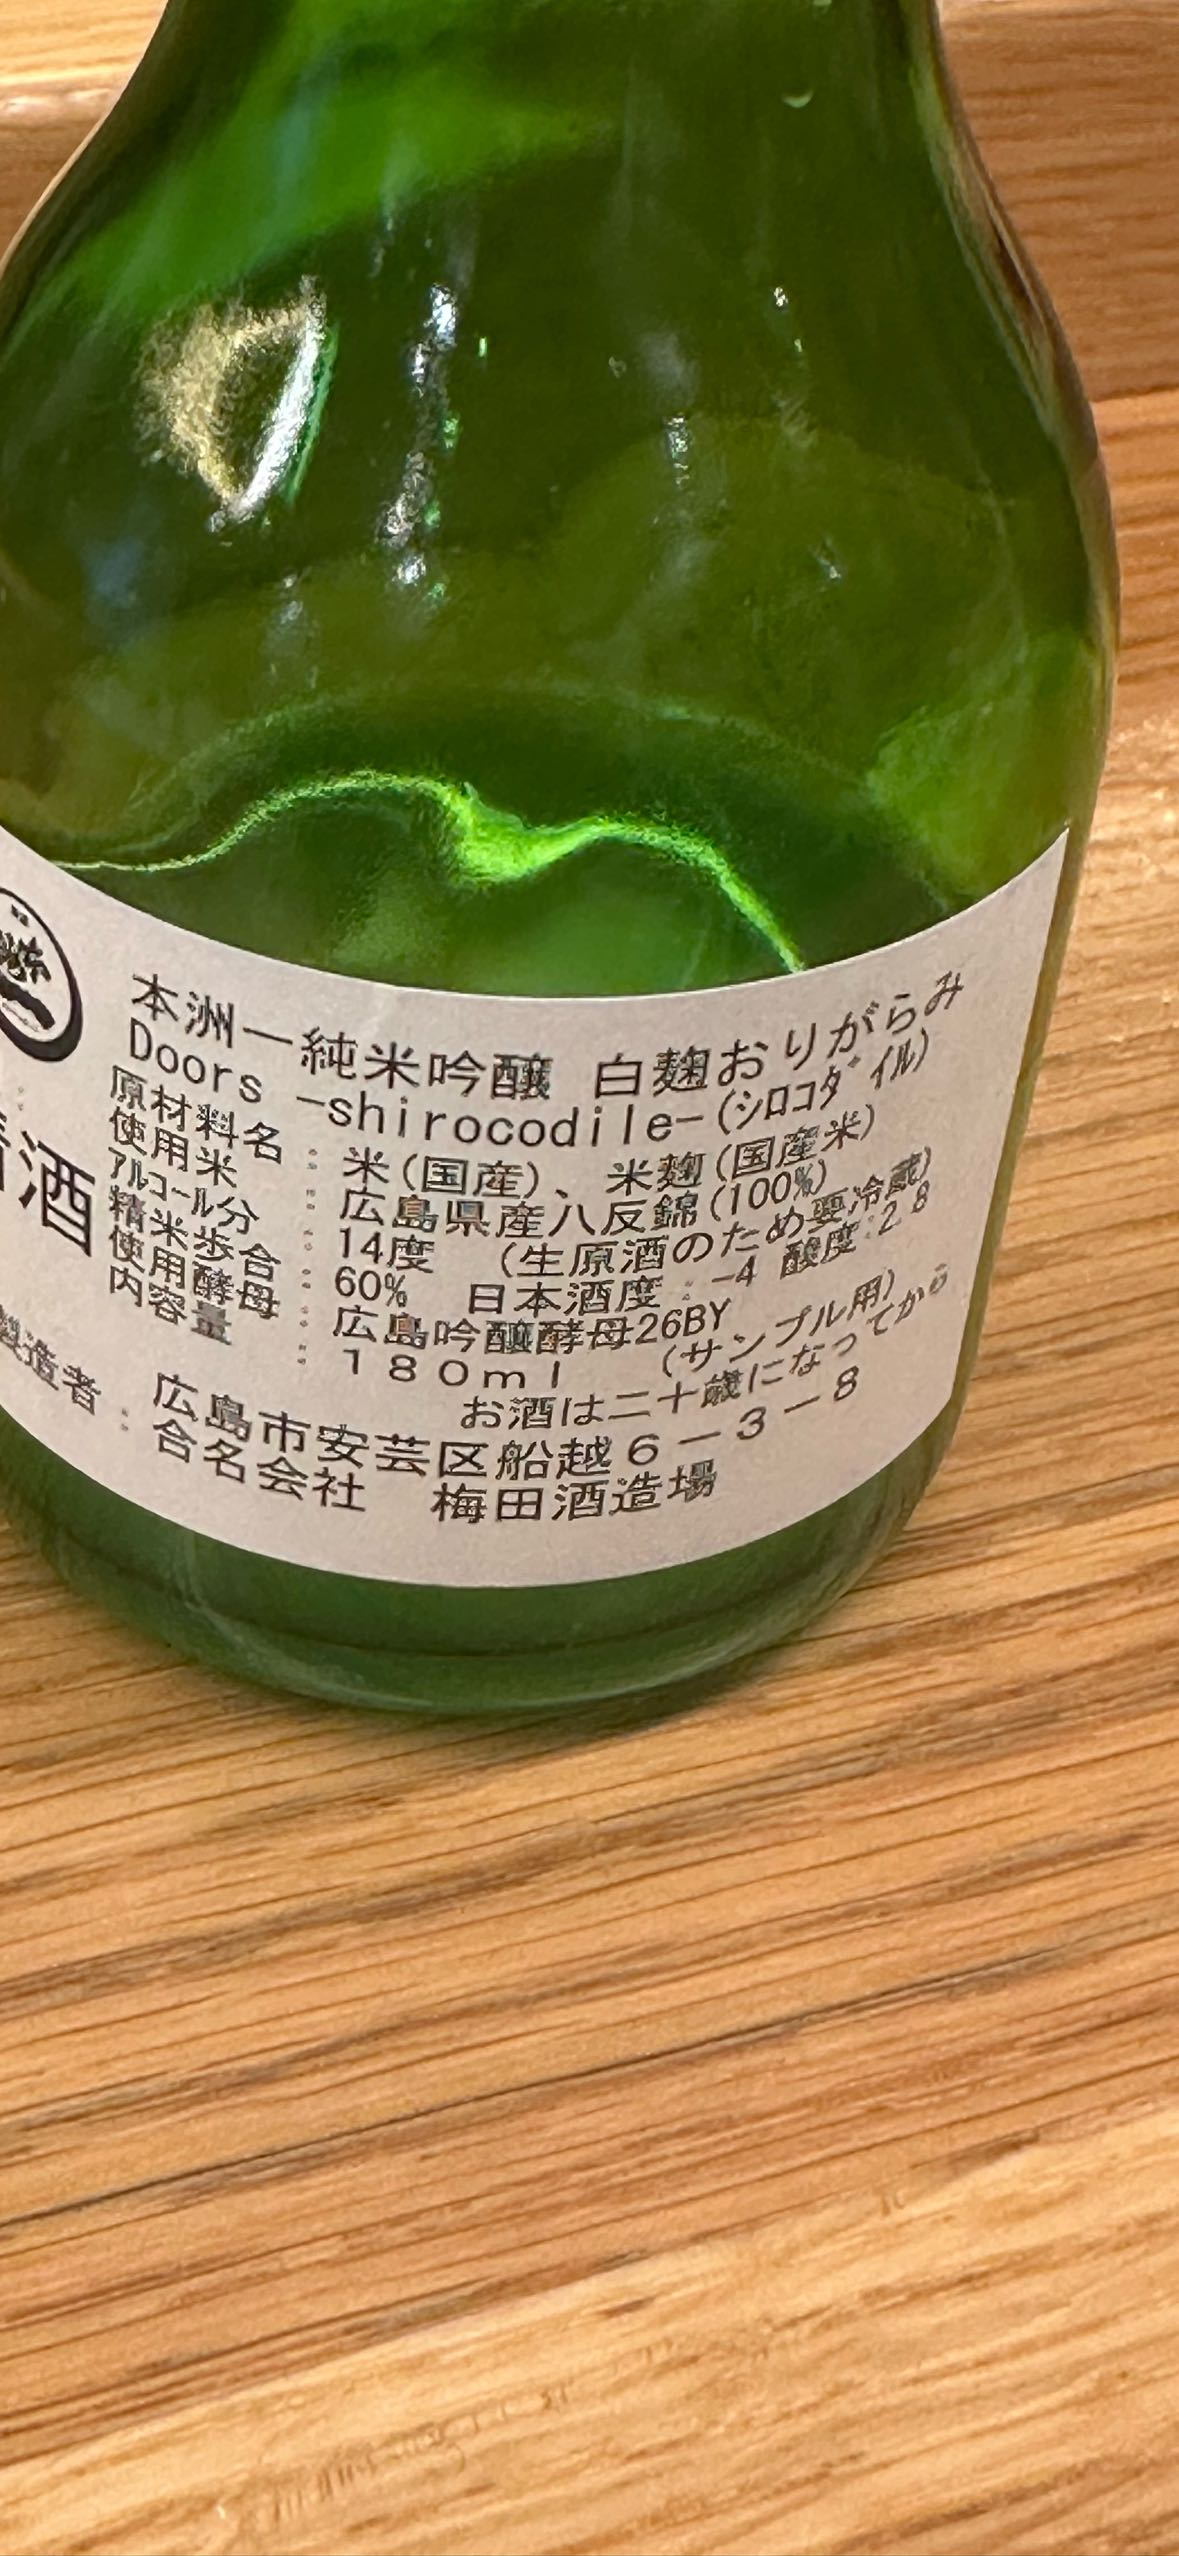 本洲一純米吟醸 白麹おりがらみ
Doors -shirocodile-(シロコダイル)
原材料名:米(国産)、米麹(国産米)
使用米:広島県産八反錦(100%)
アルコール分:14度 (生原酒のため要冷蔵)
精米歩合:60% 日本酒度:-4 酸度:2.8
使用酵母:広島吟醸酵母26BY
内容量:180ml (サンプル用)
お酒は二十歳になってから
酒
製造者:広島市安芸区船越6-3-8
合名会社 梅田酒造場